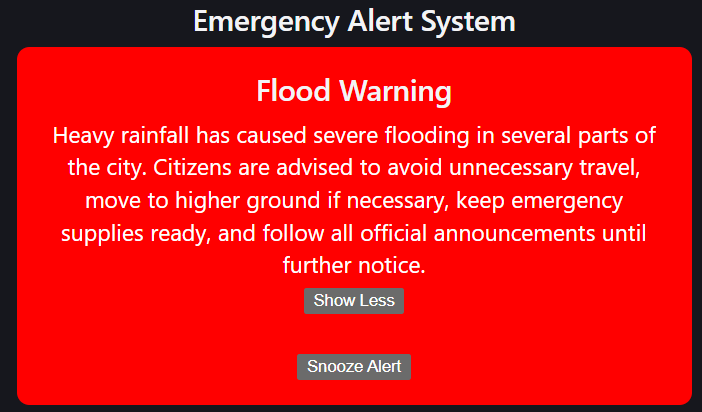 Emergency Alert System
Flood Warning
Heavy rainfall has caused severe flooding in several parts of
the city. Citizens are advised to avoid unnecessary travel,
move to higher ground if necessary, keep emergency
supplies ready, and follow all official announcements until
further notice.
Show Less
Snooze Alert